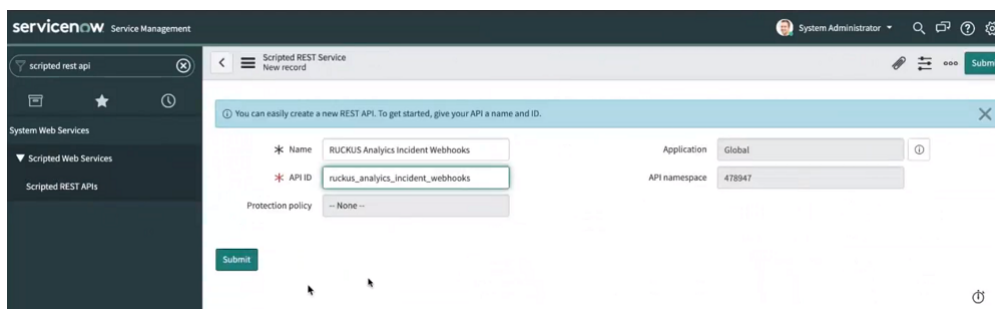 servicenow Service Management
System Administrator
scripted rest api
Scripted REST Service
New record
Subm
You can easily create a new REST API. To get started, give your API a name and ID.
System Web Services
Name RUCKUS Analyics Incident Webhooks
Application Global
Scripted Web Services
API ID ruckus_analyics_incident_webhooks
API namespace 478947
Scripted REST APIs
Protection policy -- None --
Submit